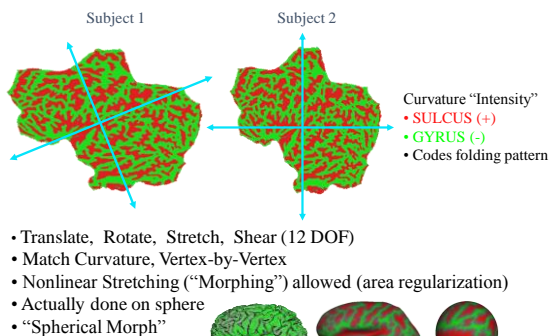 Subject 1
Subject 2
Curvature “Intensity”
• SULCUS (+)
• GYRUS (-)
• Codes folding pattern
• Translate, Rotate, Stretch, Shear (12 DOF)
• Match Curvature, Vertex-by-Vertex
• Nonlinear Stretching (“Morphing”) allowed (area regularization)
• Actually done on sphere
• “Spherical Morph”